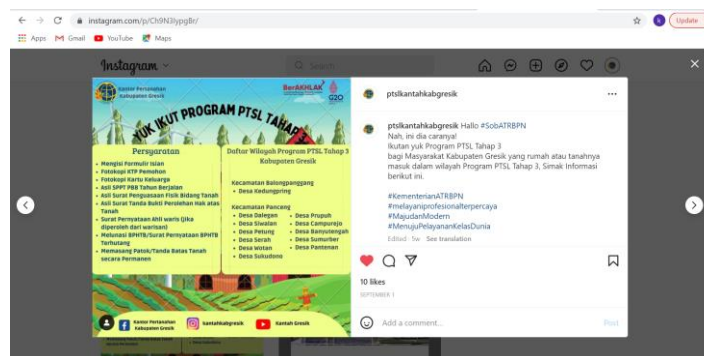 instagram.com/p/Ch9N3lypgBr/
Update
Apps
Gmail
YouTube
Maps
Instagram
Search
Kantor Pertanahan
Kabupaten Gresik
BerAKHLAK
G20
YUK IKUT PROGRAM PTSL TAHAP 3
Persyaratan
• Mengisi Formulir Islan
• Fotokopi KTP Pemohon
• Fotokopi Kartu Keluarga
• Asli SPPT PBB Tahun Berjalan
• Asli Surat Penguasaan Fisik Bidang Tanah
• Asli Surat Tanda Bukti Perolehan Hak atas
Tanah
• Surat Pernyataan Ahli waris (jika
diperoleh dari warisan)
• Melunasi BPHTB/Surat Pernyataan BPHTB
Terhutang
• Memasang Patok/Tanda Batas Tanah
secara Permanen
Daftar Wilayah Program PTSL Tahap 3
Kabupaten Gresik
Kecamatan Balongpanggang
• Desa Kedungpring
Kecamatan Panceng
• Desa Dalegan
• Desa Siwalan
• Desa Petung
• Desa Serah
• Desa Wotan
• Desa Sukudono
• Desa Prupuh
• Desa Campurejo
• Desa Banyutengah
• Desa Sumurber
• Desa Pantenan
Kantor Pertanahan
Kabupaten Gresik
kantahkabgresik
Kantah Gresik
ptslkantahkabgresik
ptslkantahkabgresik Hallo #SobATRBPN
Nah, ini dia caranya!
Ikutan yuk Program PTSL Tahap 3
bagi Masyarakat Kabupaten Gresik yang rumah atau tanahnya
masuk dalam wilayah Program PTSL Tahap 3, Simak Informasi
berikut ini.
#KementerianATRBPN
#melayaniprofesionalterpercaya
#MajudanModern
#MenujuPelayananKelasDunia
Edited · 5w See translation
10 likes
SEPTEMBER 1
Add a comment...
Post